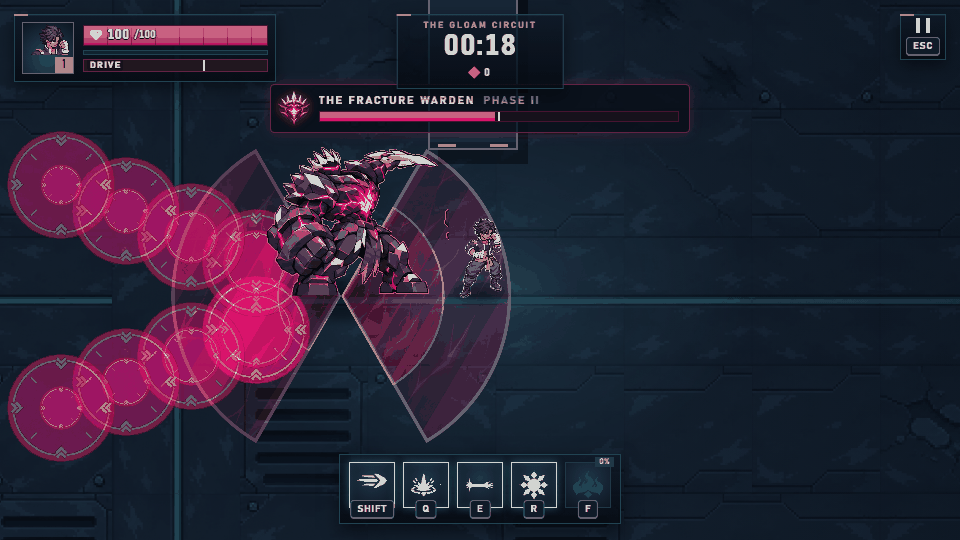 100 /100
1
DRIVE
THE GLOAM CIRCUIT
00:18
0
ESC
THE FRACTURE WARDEN PHASE II
0%
SHIFT
Q
E
R
F